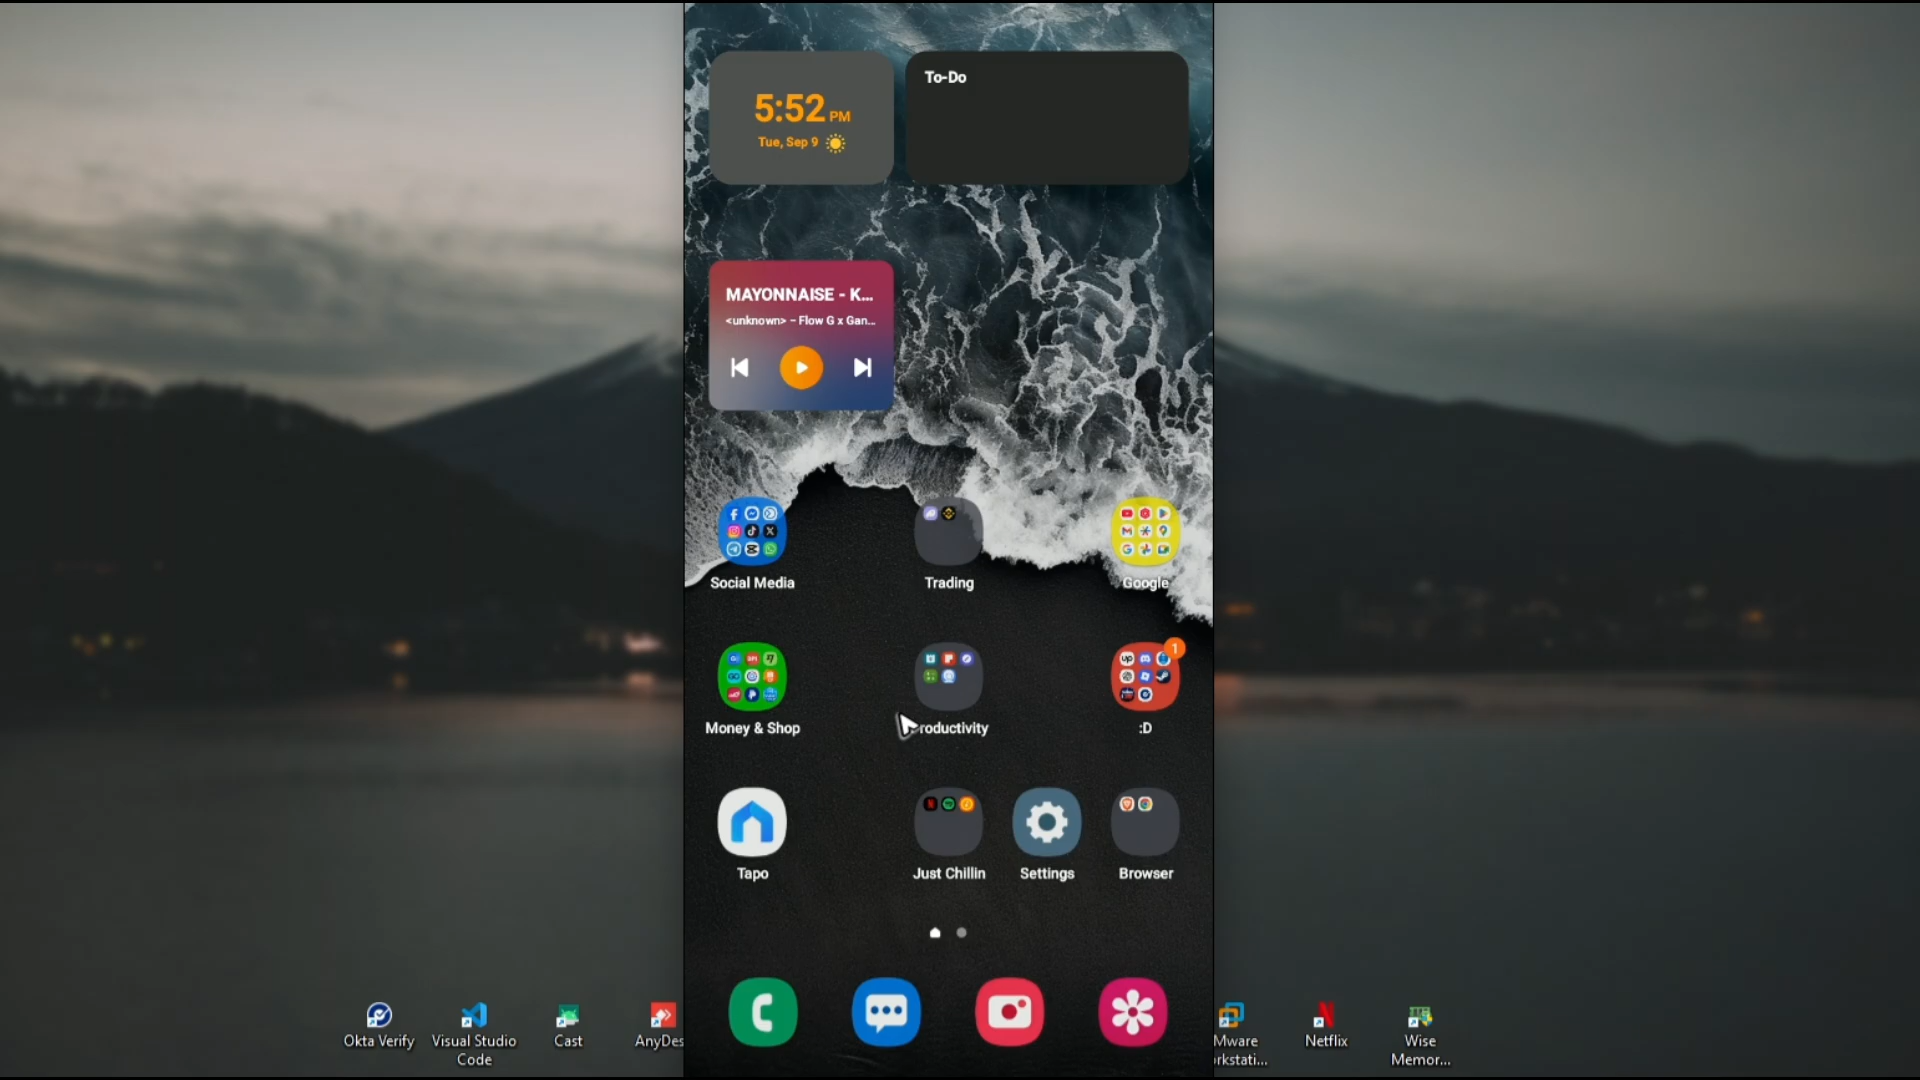 To-Do
5:52 PM
Tue, Sep 9
MAYONNAISE - K...
<unknown> – Flow G x Gan...
Social Media
Trading
Google
1
Money & Shop
roductivity
:D
Tapo
Just Chillin
Settings
Browser
Okta Verify
Visual Studio
Code
Cast
AnyDes
Mware
rkstati...
Netflix
Wise
Memor...